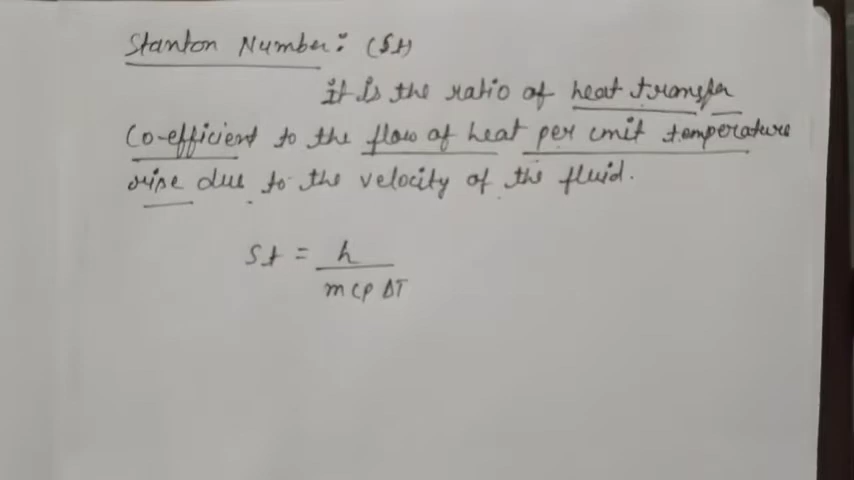 Stanton Number: (St)
it is the ratio of heat transfer
Co-efficient to the flow of heat per unit temperature
rise due to the velocity of the fluid.
St = h / m cp ΔT